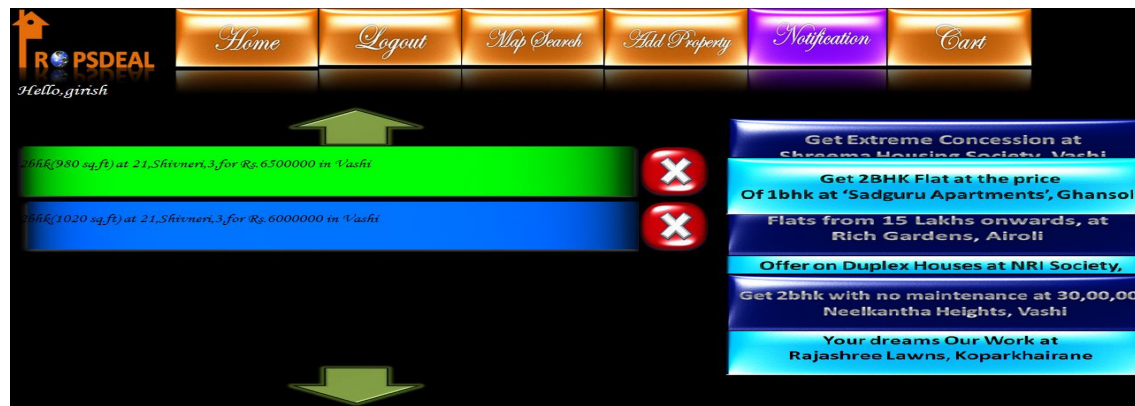 Home
Logout
Map Search
Add Property
Notification
Cart
R PSDEAL
Hello,girish
2bhk(980 sq.ft) at 21,Shivneri,3,for Rs.6500000 in Vashi
2bhk(1020 sq.ft) at 21,Shivneri,3,for Rs.6000000 in Vashi
Get Extreme Concession at
Shreema Housing Society, Vashi
Get 2BHK Flat at the price
Of 1bhk at ‘Sadguru Apartments’, Ghansol
Flats from 15 Lakhs onwards, at
Rich Gardens, Airoli
Offer on Duplex Houses at NRI Society,
Get 2bhk with no maintenance at 30,00,00
Neelkantha Heights, Vashi
Your dreams Our Work at
Rajashree Lawns, Koparkhairane